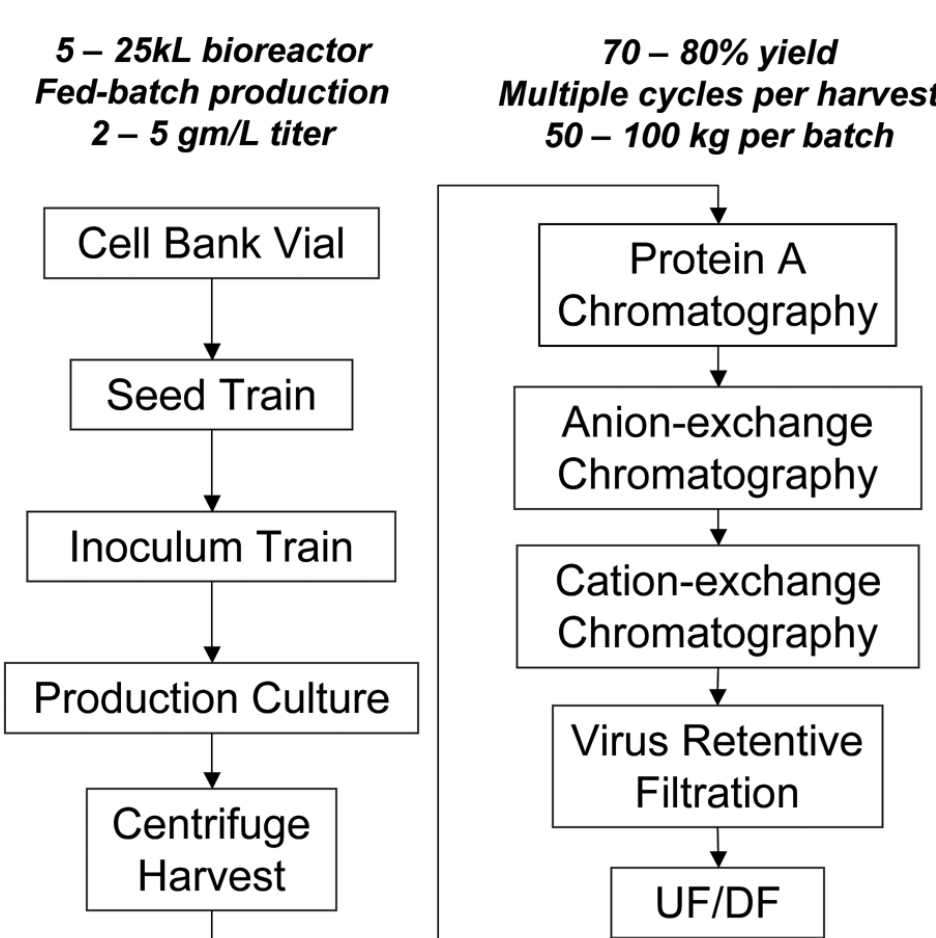 5 – 25kL bioreactor
Fed-batch production
2 – 5 gm/L titer
Cell Bank Vial
Seed Train
Inoculum Train
Production Culture
Centrifuge
Harvest
70 – 80% yield
Multiple cycles per harvest
50 – 100 kg per batch
Protein A
Chromatography
Anion-exchange
Chromatography
Cation-exchange
Chromatography
Virus Retentive
Filtration
UF/DF